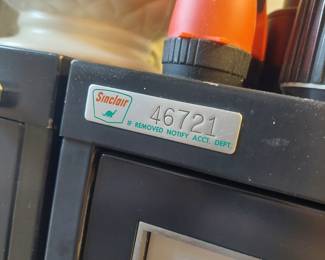 Sinclair
46721
IF REMOVED NOTIFY ACCT. DEPT.